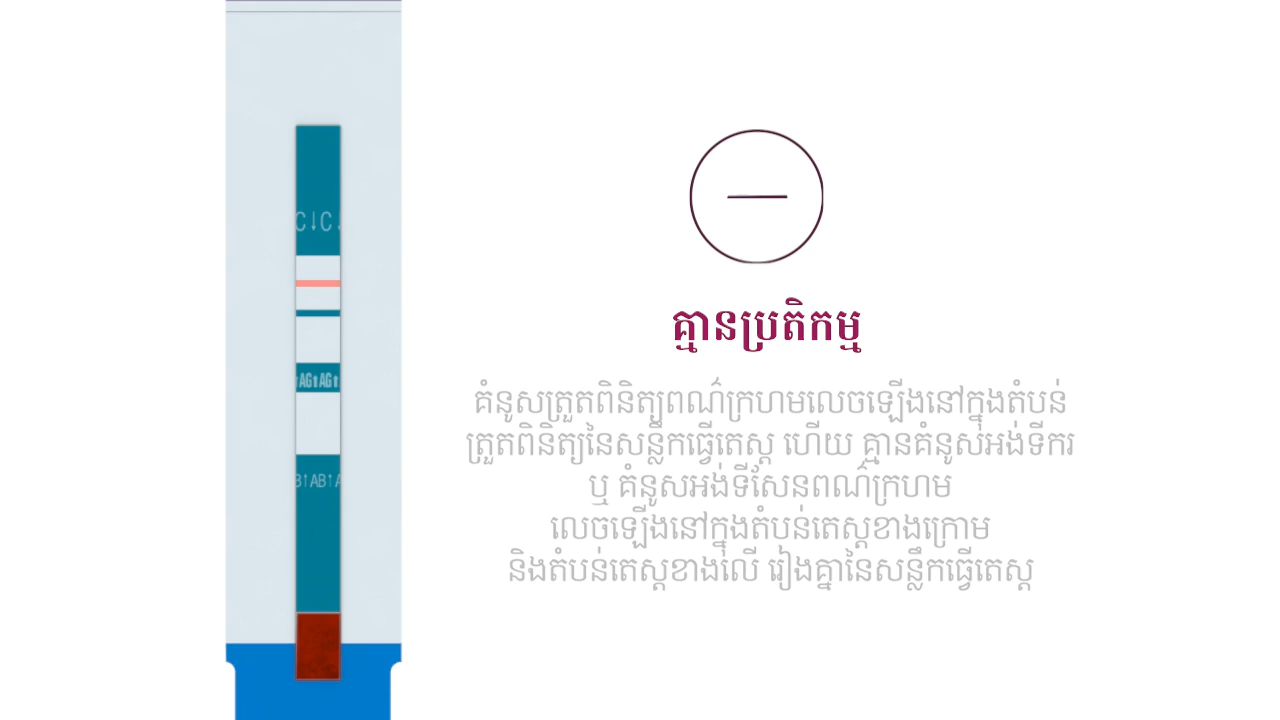 C↓C
គ្មានប្រតិកម្ម
↑AG↑AG↑
គំនូសត្រួតពិនិត្យពណ៌ក្រហមលេចឡើងនៅក្នុងតំបន់
ត្រួតពិនិត្យនៃសន្លឹកធ្វើតេស្ត ហើយ គ្មានគំនូសអង់ទីករ
B↑AB↑A
ឬ គំនូសអង់ទីសែនពណ៌ក្រហម
លេចឡើងនៅក្នុងតំបន់តេស្តខាងក្រោម
និងតំបន់តេស្តខាងលើ រៀងគ្នានៃសន្លឹកធ្វើតេស្ត